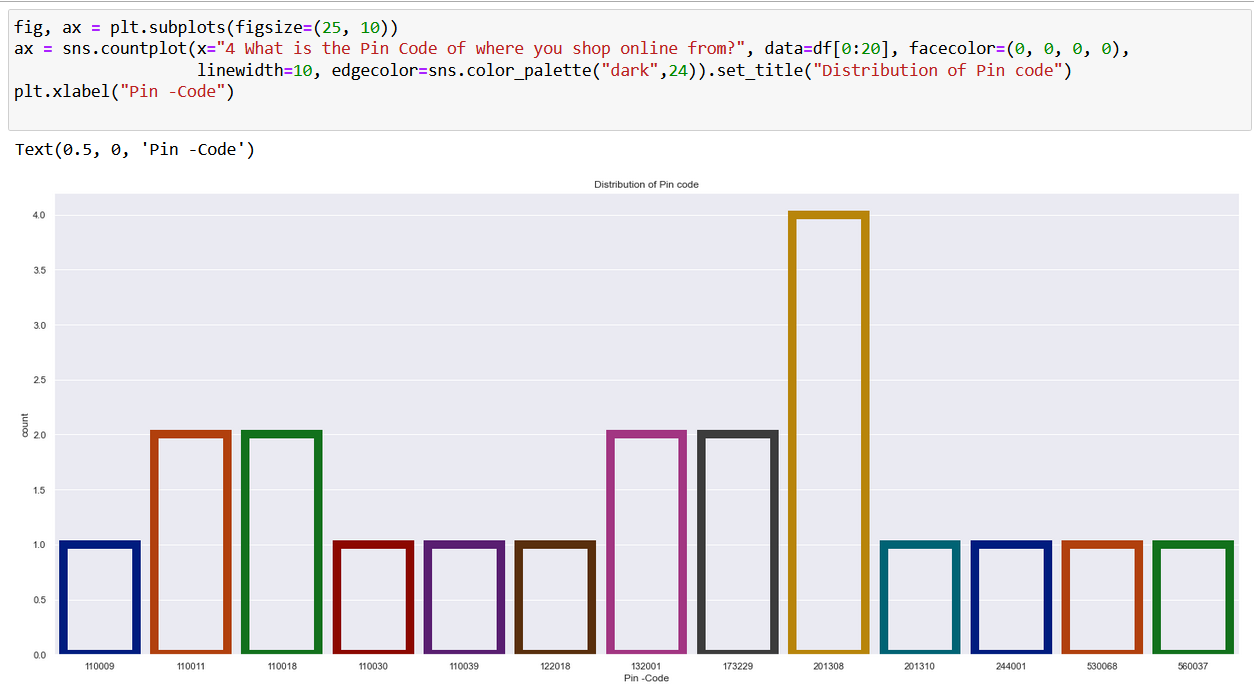 fig, ax = plt.subplots(figsize=(25, 10))
ax = sns.countplot(x="4 What is the Pin Code of where you shop online from?", data=df[0:20], facecolor=(0, 0, 0, 0),
linewidth=10, edgecolor=sns.color_palette("dark",24)).set_title("Distribution of Pin code")
plt.xlabel("Pin -Code")
Text(0.5, 0, 'Pin -Code')
Distribution of Pin code
4.0
3.5
3.0
2.5
2.0
1.5
1.0
0.5
0.0
count
110009 110011 110018 110030 110039 122018 132001 173229 201308 201310 244001 530068 560037
Pin -Code